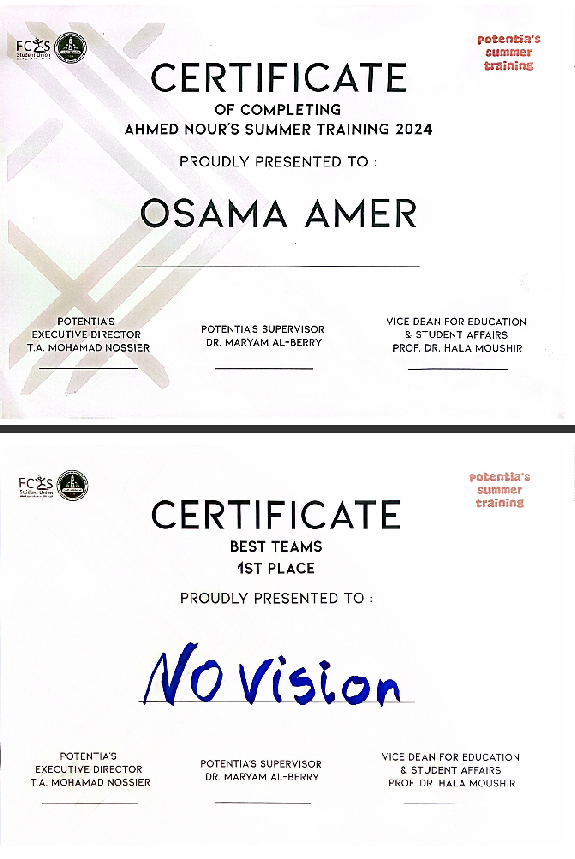 FCIS
Student Union
potentia's
summer
training
CERTIFICATE
OF COMPLETING
AHMED NOUR'S SUMMER TRAINING 2024
PROUDLY PRESENTED TO :
OSAMA AMER
POTENTIA'S
EXECUTIVE DIRECTOR
T.A. MOHAMAD NOSSIER
POTENTIA'S SUPERVISOR
DR. MARYAM AL-BERRY
VICE DEAN FOR EDUCATION
& STUDENT AFFAIRS
PROF. DR. HALA MOUSHIR
FCIS
Student Union
potentia's
summer
training
CERTIFICATE
BEST TEAMS
1ST PLACE
PROUDLY PRESENTED TO :
NO Vision
POTENTIA'S
EXECUTIVE DIRECTOR
T.A. MOHAMAD NOSSIER
POTENTIA'S SUPERVISOR
DR. MARYAM AL-BERRY
VICE DEAN FOR EDUCATION
& STUDENT AFFAIRS
PROF. DR. HALA MOUSHIR